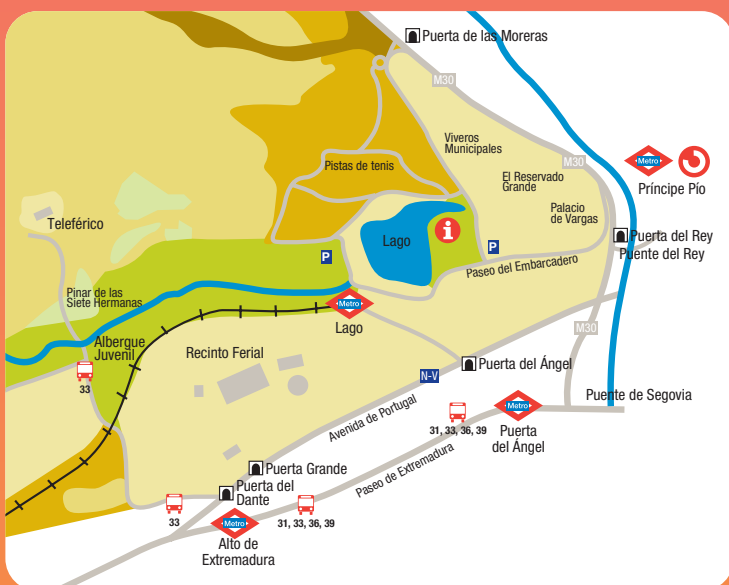 Puerta de las Moreras
M30
Viveros
Municipales
M30
Metro
Príncipe Pío
Pistas de tenis
El Reservado
Grande
Palacio
de Vargas
Teleférico
Lago
i
P
P
Puerta del Rey
Puente del Rey
Paseo del Embarcadero
Pinar de las
Siete Hermanas
Metro
Lago
M30
Albergue
Juvenil
33
Recinto Ferial
Puerta del Ángel
N-V
Puente de Segovia
Avenida de Portugal
31, 33, 36, 39
Metro
Puerta
del Ángel
Puerta Grande
Paseo de Extremadura
Puerta del
Dante
33
31, 33, 36, 39
Metro
Alto de
Extremadura